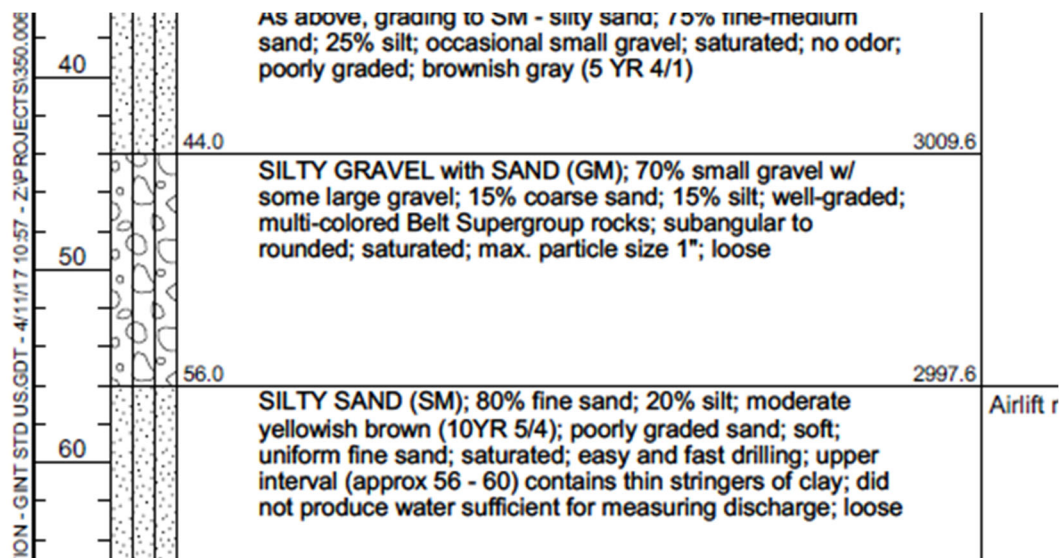 As above, grading to SM - silty sand; 75% fine-medium
sand; 25% silt; occasional small gravel; saturated; no odor;
poorly graded; brownish gray (5 YR 4/1)
40
44.0 3009.6
SILTY GRAVEL with SAND (GM); 70% small gravel w/
some large gravel; 15% coarse sand; 15% silt; well-graded;
multi-colored Belt Supergroup rocks; subangular to
rounded; saturated; max. particle size 1"; loose
50
56.0 2997.6
SILTY SAND (SM); 80% fine sand; 20% silt; moderate
yellowish brown (10YR 5/4); poorly graded sand; soft;
uniform fine sand; saturated; easy and fast drilling; upper
interval (approx 56 - 60) contains thin stringers of clay; did
not produce water sufficient for measuring discharge; loose
60
Airlift r
ION - GINT STD US.GDT - 4/11/17 10:57 - Z:\PROJECTS\350.006